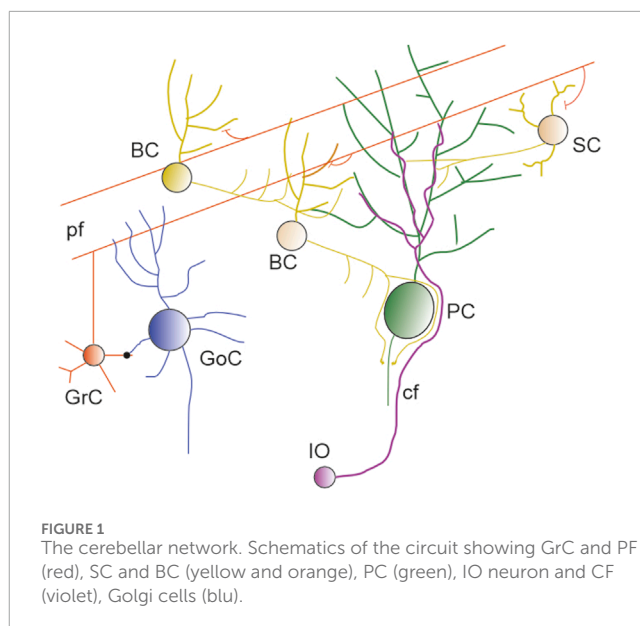 BC
SC
pf
BC
PC
GoC
GrC
cf
IO
FIGURE 1
The cerebellar network. Schematics of the circuit showing GrC and PF
(red), SC and BC (yellow and orange), PC (green), IO neuron and CF
(violet), Golgi cells (blu).